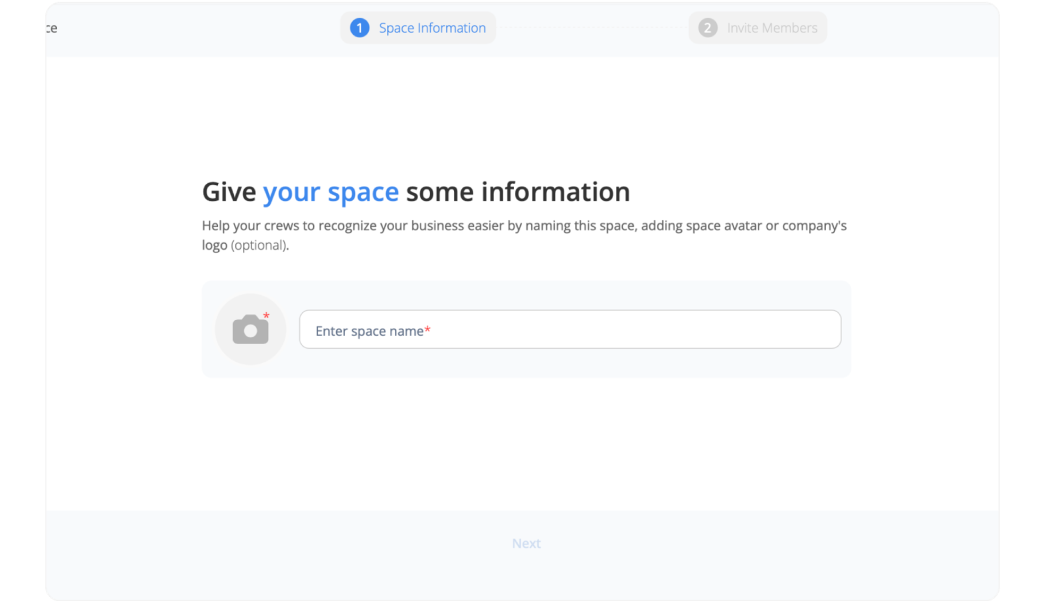 ce
1 Space Information
2 Invite Members
Give your space some information
Help your crews to recognize your business easier by naming this space, adding space avatar or company's
logo (optional).
*
Enter space name*
Next